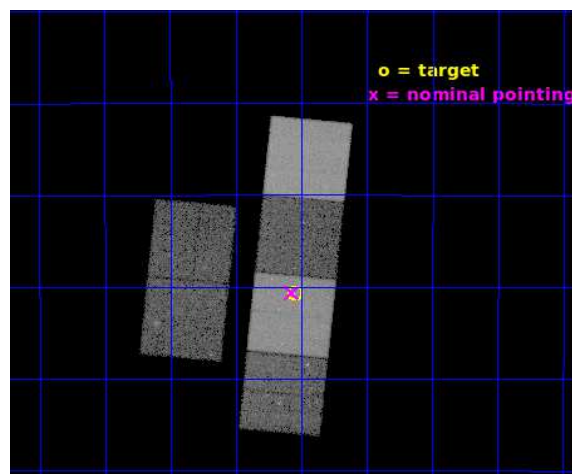 o = target
x = nominal pointing